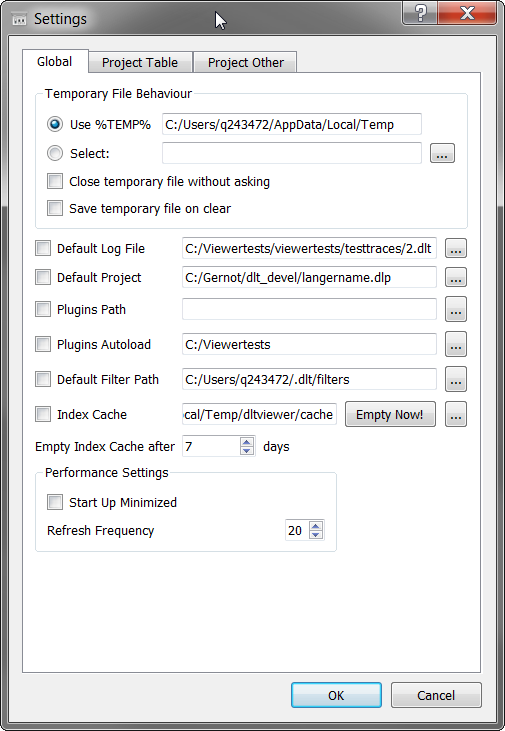 Settings
Global Project Table Project Other
Temporary File Behaviour
Use %TEMP% C:/Users/q243472/AppData/Local/Temp
Select: ...
Close temporary file without asking
Save temporary file on clear
Default Log File C:/Viewertests/viewertests/testtraces/2.dlt ...
Default Project C:/Gernot/dlt_devel/langername.dlp ...
Plugins Path ...
Plugins Autoload C:/Viewertests ...
Default Filter Path C:/Users/q243472/.dlt/filters ...
Index Cache cal/Temp/dltviewer/cache Empty Now! ...
Empty Index Cache after 7 days
Performance Settings
Start Up Minimized
Refresh Frequency 20
OK Cancel